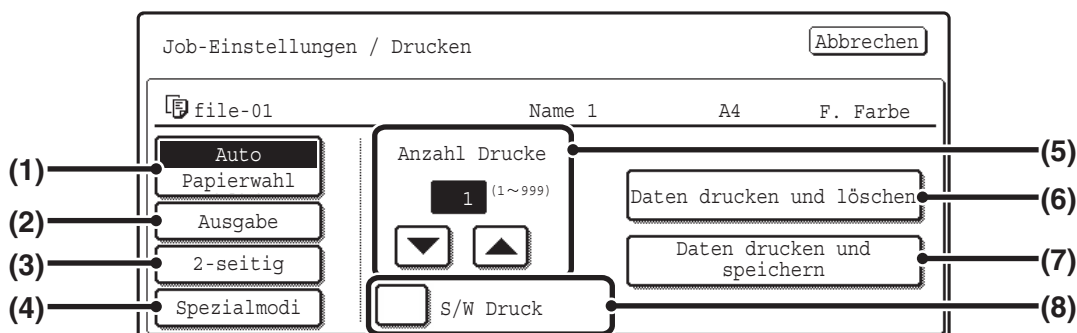 Job-Einstellungen / Drucken
Abbrechen
file-01 Name 1 A4 F. Farbe
(1)
Auto
Papierwahl
(2)
Ausgabe
(3)
2-seitig
(4)
Spezialmodi
Anzahl Drucke
1 (1~999)
(5)
Daten drucken und löschen
(6)
Daten drucken und
speichern
(7)
S/W Druck
(8)